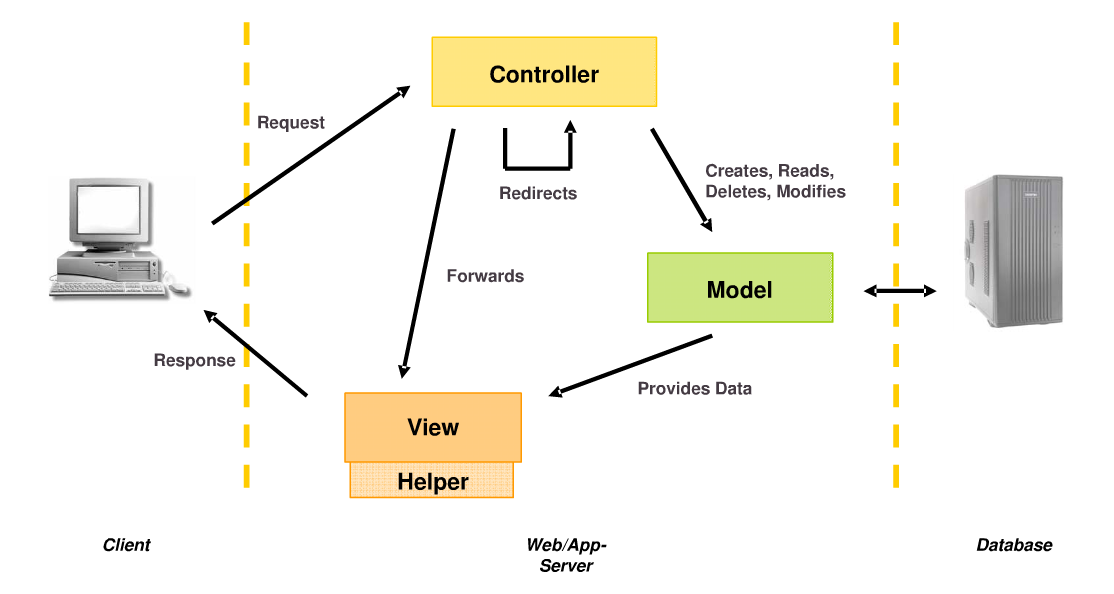 Controller
Request
Creates, Reads,
Deletes, Modifies
Redirects
Forwards
Model
Response
Provides Data
View
Helper
Client
Web/App-
Server
Database